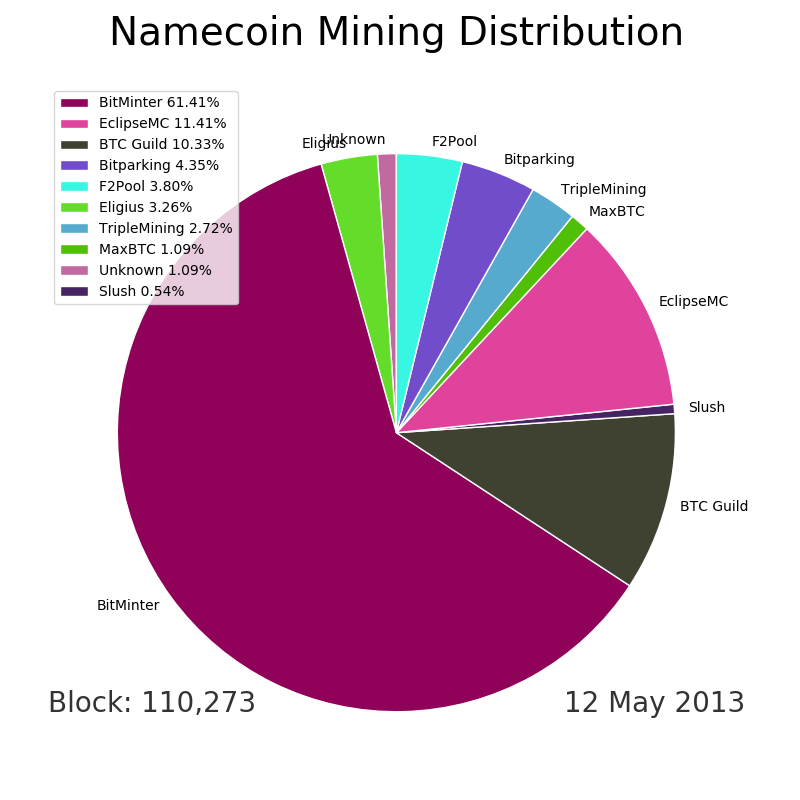 Namecoin Mining Distribution
BitMinter 61.41%
EclipseMC 11.41%
BTC Guild 10.33%
Bitparking 4.35%
F2Pool 3.80%
Eligius 3.26%
TripleMining 2.72%
MaxBTC 1.09%
Unknown 1.09%
Slush 0.54%
Eligius
Unknown
F2Pool
Bitparking
TripleMining
MaxBTC
EclipseMC
Slush
BTC Guild
BitMinter
Block: 110,273
12 May 2013